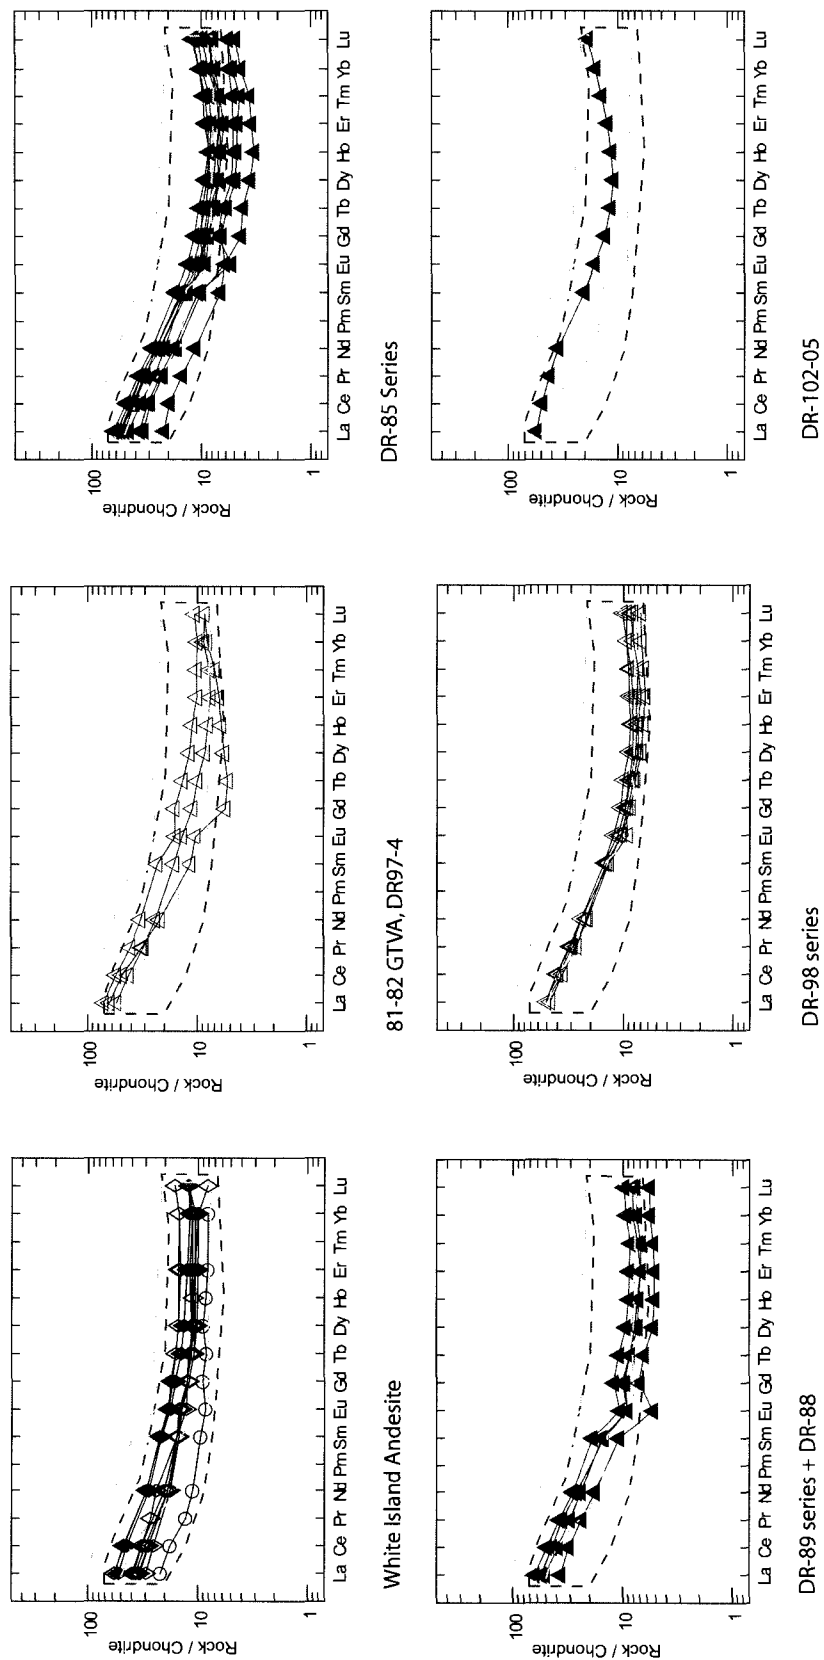 100
10
1
Rock / Chondrite
La Ce Pr Nd Pm Sm Eu Gd Tb Dy Ho Er Tm Yb Lu
White Island Andesite
100
10
1
Rock / Chondrite
La Ce Pr Nd Pm Sm Eu Gd Tb Dy Ho Er Tm Yb Lu
81-82 GTVA, DR97-4
100
10
1
Rock / Chondrite
La Ce Pr Nd Pm Sm Eu Gd Tb Dy Ho Er Tm Yb Lu
DR-85 Series
100
10
1
Rock / Chondrite
La Ce Pr Nd Pm Sm Eu Gd Tb Dy Ho Er Tm Yb Lu
DR-89 series + DR-88
100
10
1
Rock / Chondrite
La Ce Pr Nd Pm Sm Eu Gd Tb Dy Ho Er Tm Yb Lu
DR-98 series
100
10
1
Rock / Chondrite
La Ce Pr Nd Pm Sm Eu Gd Tb Dy Ho Er Tm Yb Lu
DR-102-05